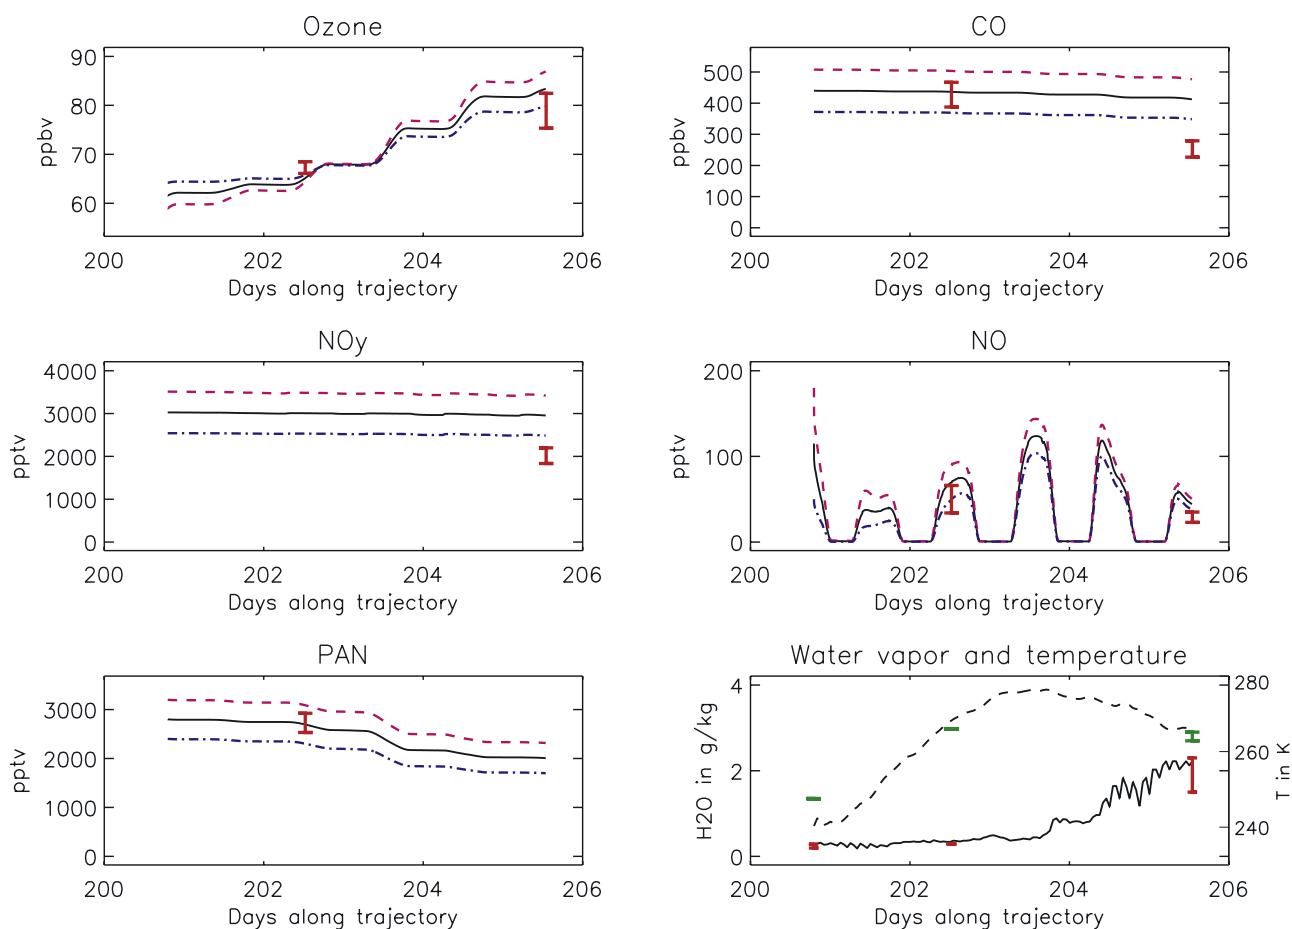 Ozone
90
80
70
60
ppbv
200 202 204 206
Days along trajectory
CO
500
400
300
200
100
0
ppbv
200 202 204 206
Days along trajectory
NOy
4000
3000
2000
1000
0
pptv
200 202 204 206
Days along trajectory
NO
200
100
0
pptv
200 202 204 206
Days along trajectory
PAN
3000
2000
1000
0
pptv
200 202 204 206
Days along trajectory
Water vapor and temperature
4
2
0
H2O in g/kg
280
260
240
T in K
200 202 204 206
Days along trajectory